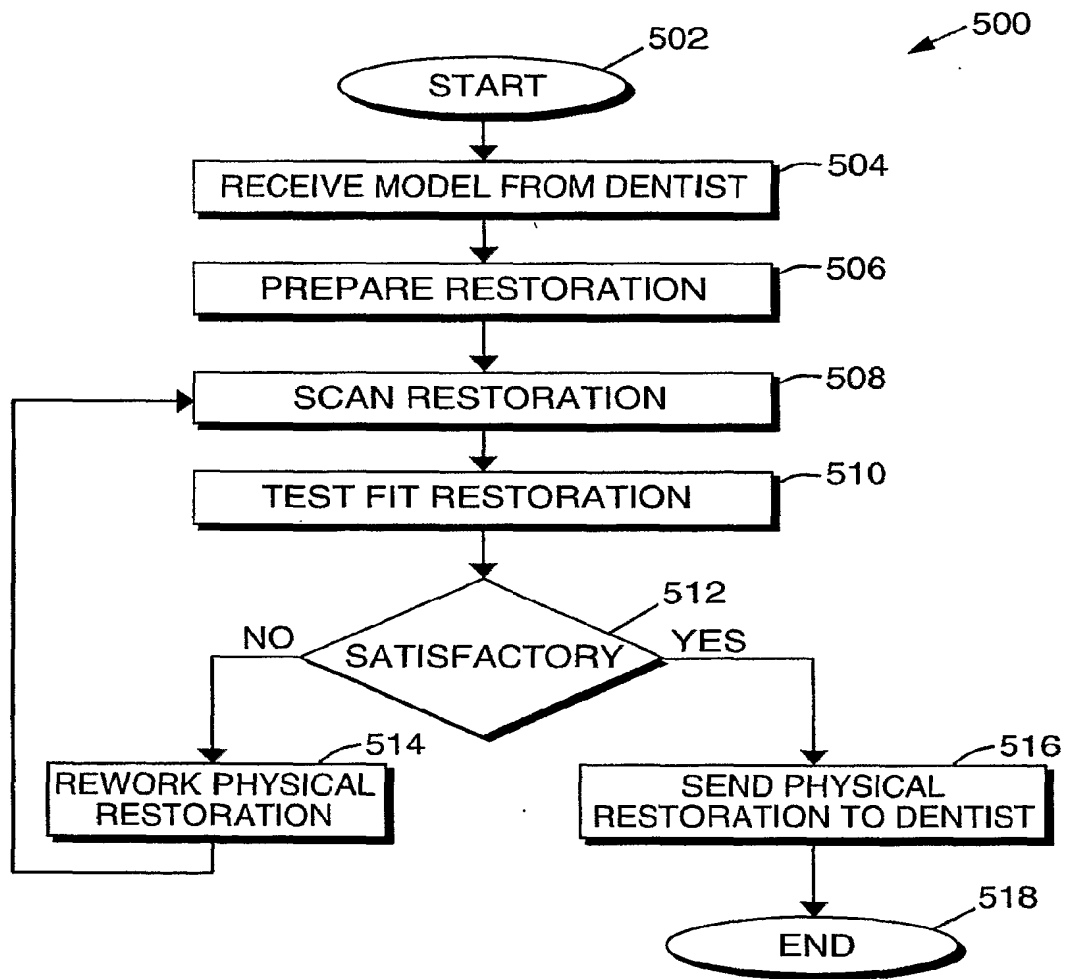 500
502
START
504
RECEIVE MODEL FROM DENTIST
506
PREPARE RESTORATION
508
SCAN RESTORATION
510
TEST FIT RESTORATION
512
NO
SATISFACTORY
YES
514
REWORK PHYSICAL
RESTORATION
516
SEND PHYSICAL
RESTORATION TO DENTIST
518
END